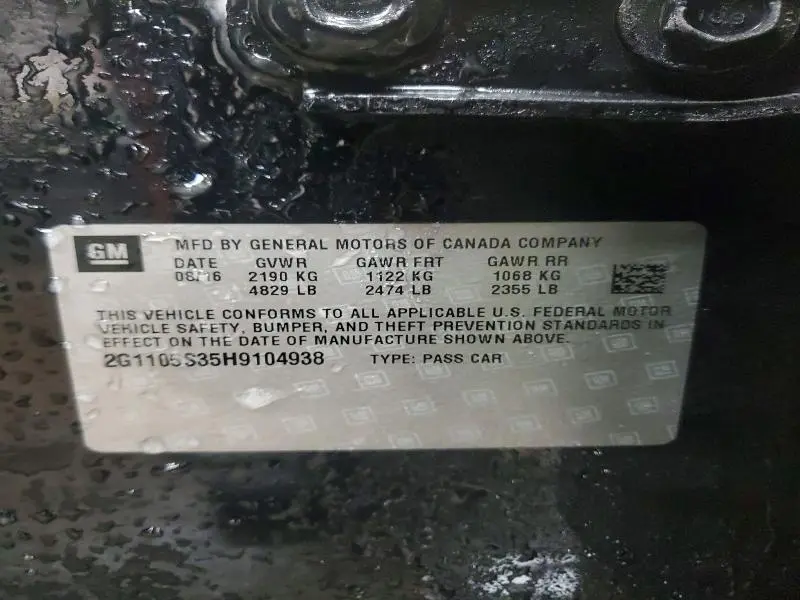 GM
MFD BY GENERAL MOTORS OF CANADA COMPANY
DATE GVWR GAWR FRT GAWR RR
08/16 2190 KG 1122 KG 1068 KG
4829 LB 2474 LB 2355 LB
THIS VEHICLE CONFORMS TO ALL APPLICABLE U.S. FEDERAL MOTOR
VEHICLE SAFETY, BUMPER, AND THEFT PREVENTION STANDARDS IN
EFFECT ON THE DATE OF MANUFACTURE SHOWN ABOVE.
2G1105S35H9104938 TYPE: PASS CAR